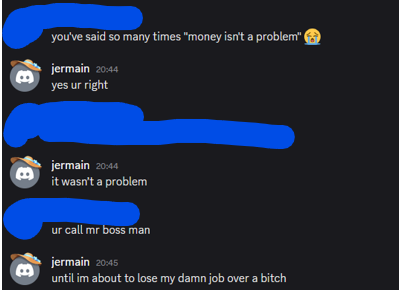 you've said so many times "money isn't a problem" 😭
jermain 20:44
yes ur right
jermain 20:44
it wasn't a problem
ur call mr boss man
jermain 20:45
until im about to lose my damn job over a bitch